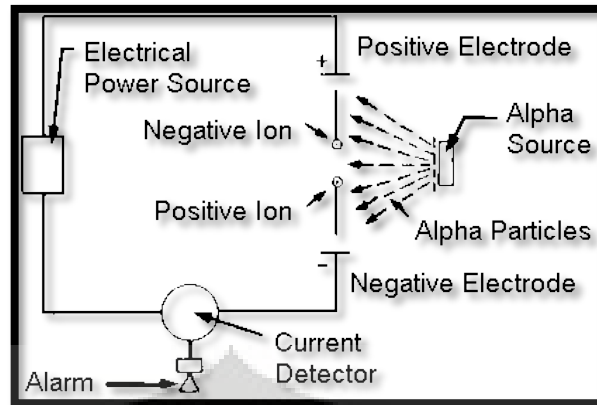 Electrical
Power Source
+
Positive Electrode
Negative Ion
Alpha
Source
Positive Ion
Alpha Particles
-
Negative Electrode
Current
Detector
Alarm